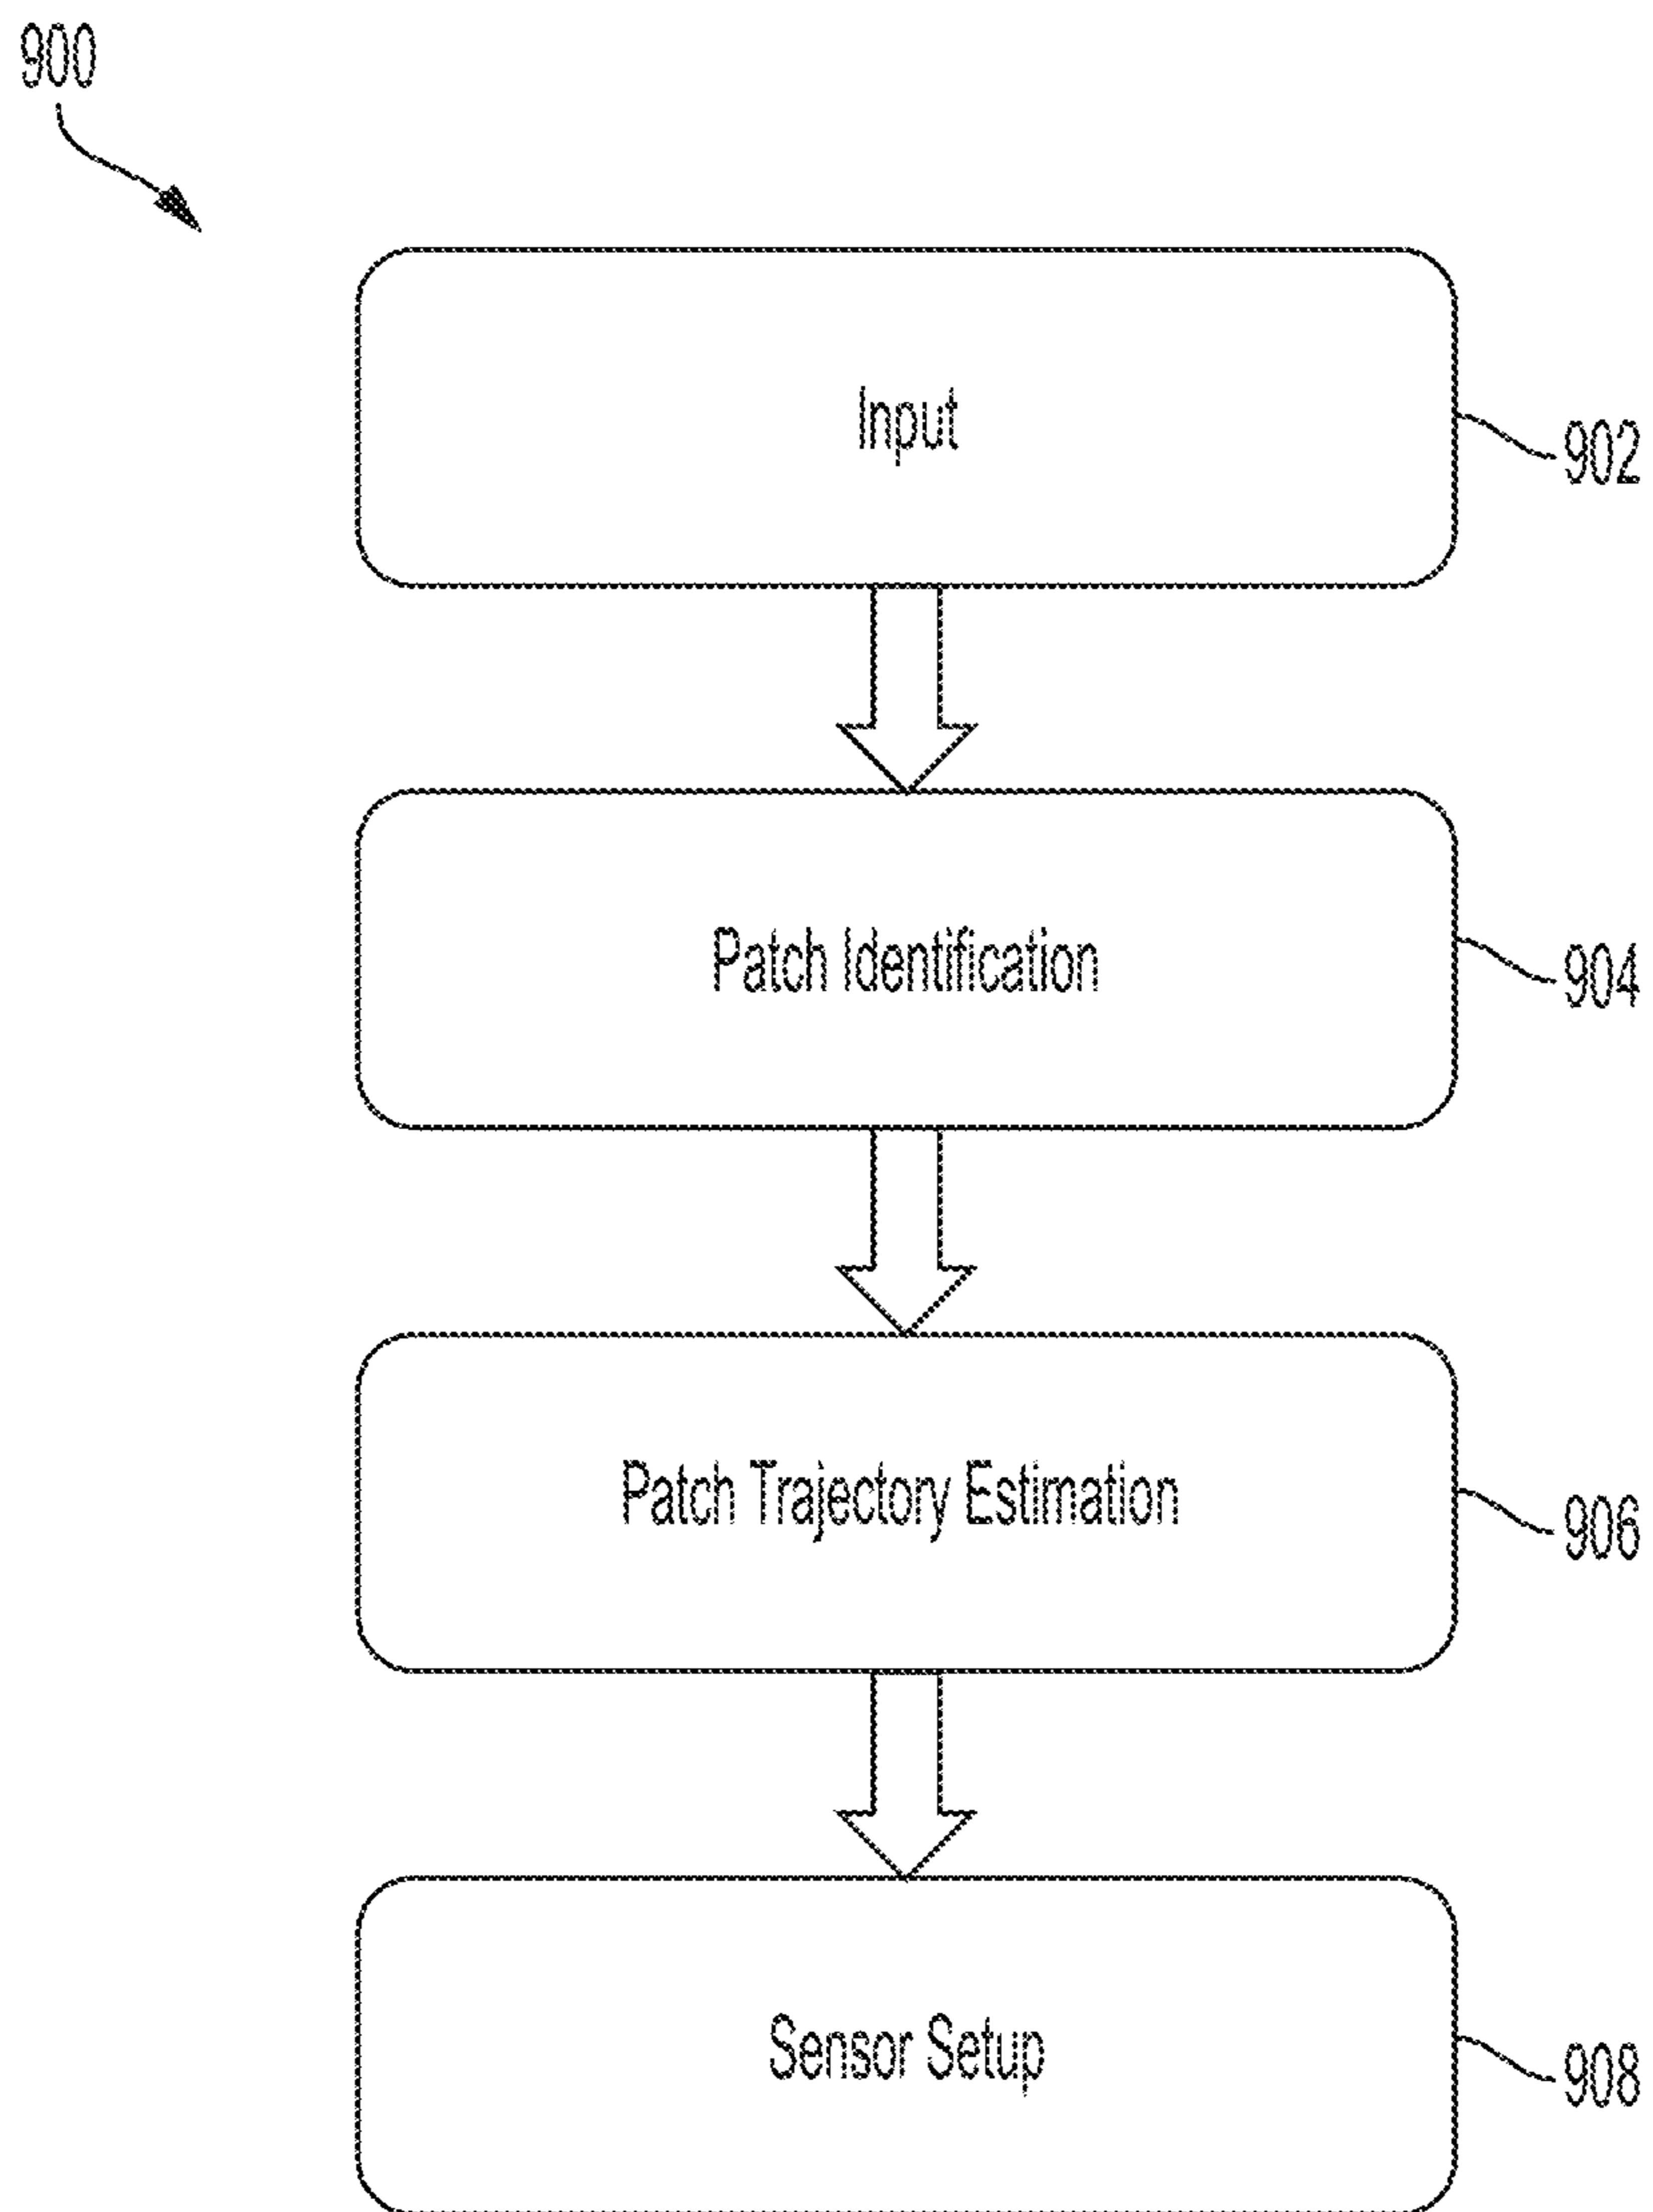 900
Input
902
Patch Identification
904
Patch Trajectory Estimation
906
Sensor Setup
908